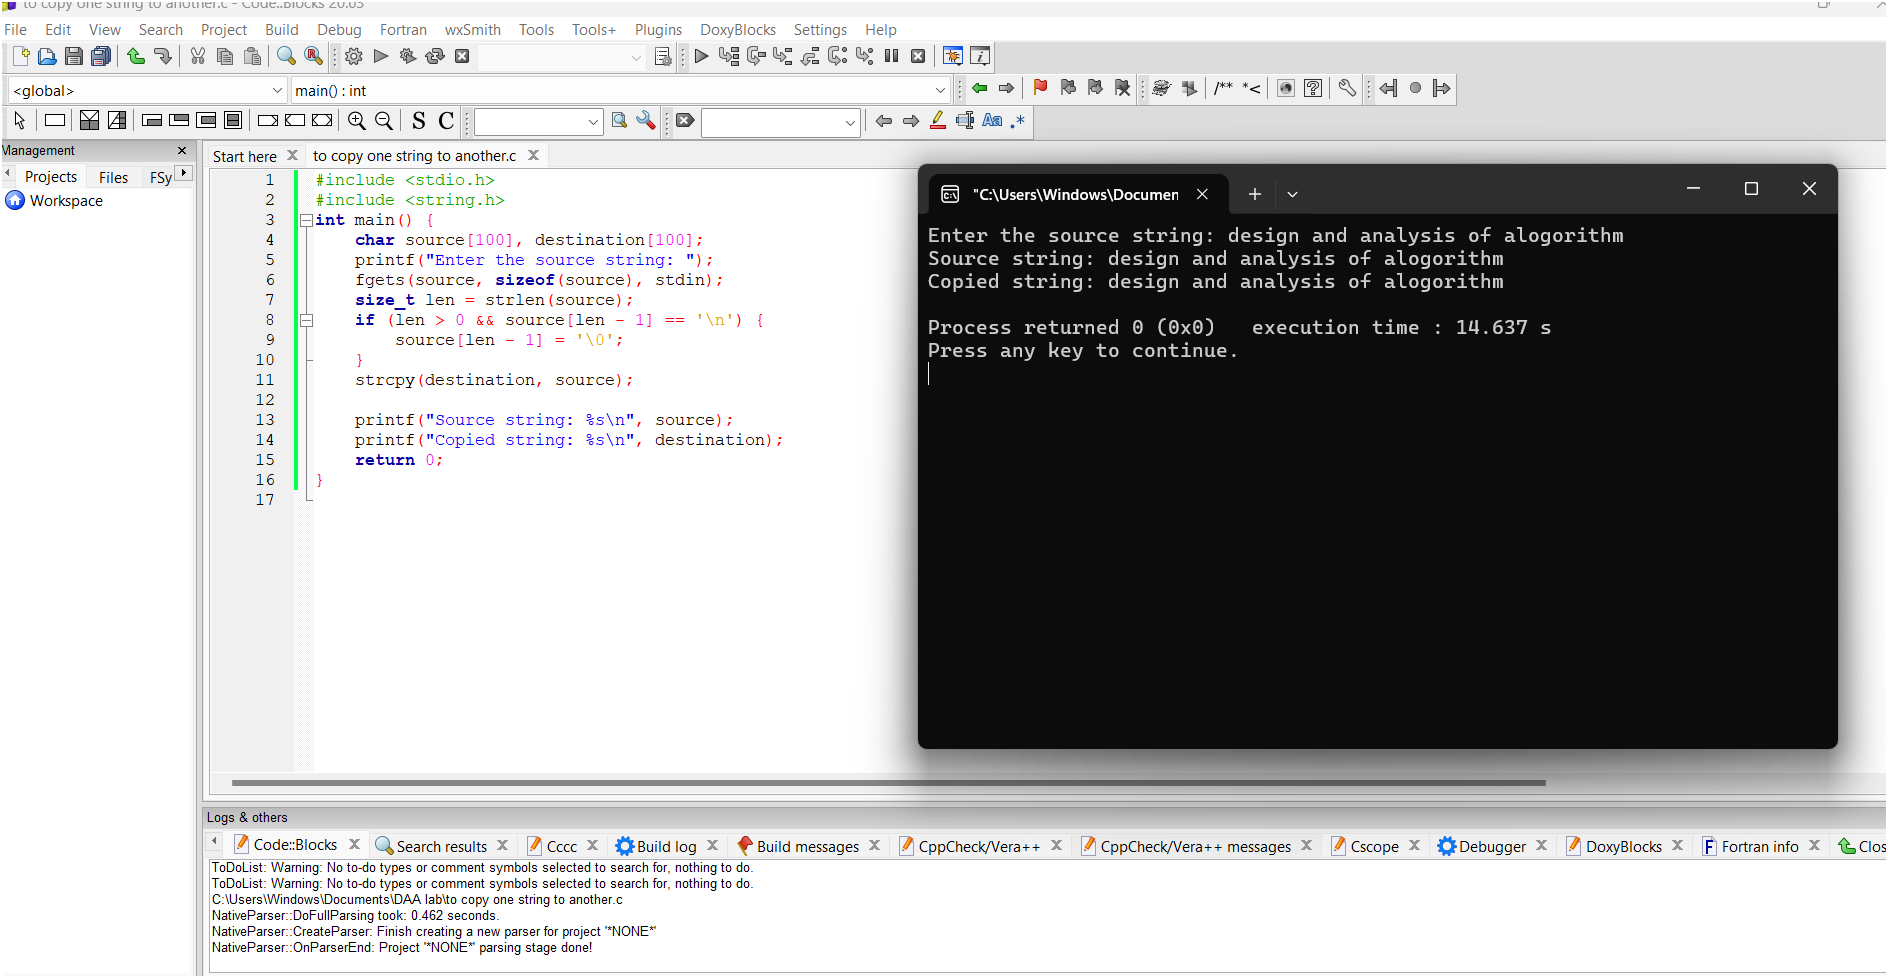 to copy one string to another.c - Code::Blocks 20.03
File Edit View Search Project Build Debug Fortran wxSmith Tools Tools+ Plugins DoxyBlocks Settings Help
<global> main() : int /** *<
S C Aa .*
Management
Projects Files FSy
Workspace
Start here to copy one string to another.c
1 #include <stdio.h>
2 #include <string.h>
3 int main() {
4 char source[100], destination[100];
5 printf("Enter the source string: ");
6 fgets(source, sizeof(source), stdin);
7 size_t len = strlen(source);
8 if (len > 0 && source[len - 1] == '\n') {
9 source[len - 1] = '\0';
10 }
11 strcpy(destination, source);
12
13 printf("Source string: %s\n", source);
14 printf("Copied string: %s\n", destination);
15 return 0;
16 }
17
"C:\Users\Windows\Documen
Enter the source string: design and analysis of alogorithm
Source string: design and analysis of alogorithm
Copied string: design and analysis of alogorithm
Process returned 0 (0x0) execution time : 14.637 s
Press any key to continue.
Logs & others
Code::Blocks Search results Cccc Build log Build messages CppCheck/Vera++ CppCheck/Vera++ messages Cscope Debugger DoxyBlocks Fortran info Clos
ToDoList: Warning: No to-do types or comment symbols selected to search for, nothing to do.
ToDoList: Warning: No to-do types or comment symbols selected to search for, nothing to do.
C:\Users\Windows\Documents\DAA lab\to copy one string to another.c
NativeParser::DoFullParsing took: 0.462 seconds.
NativeParser::CreateParser: Finish creating a new parser for project '*NONE*'
NativeParser::OnParserEnd: Project '*NONE*' parsing stage done!